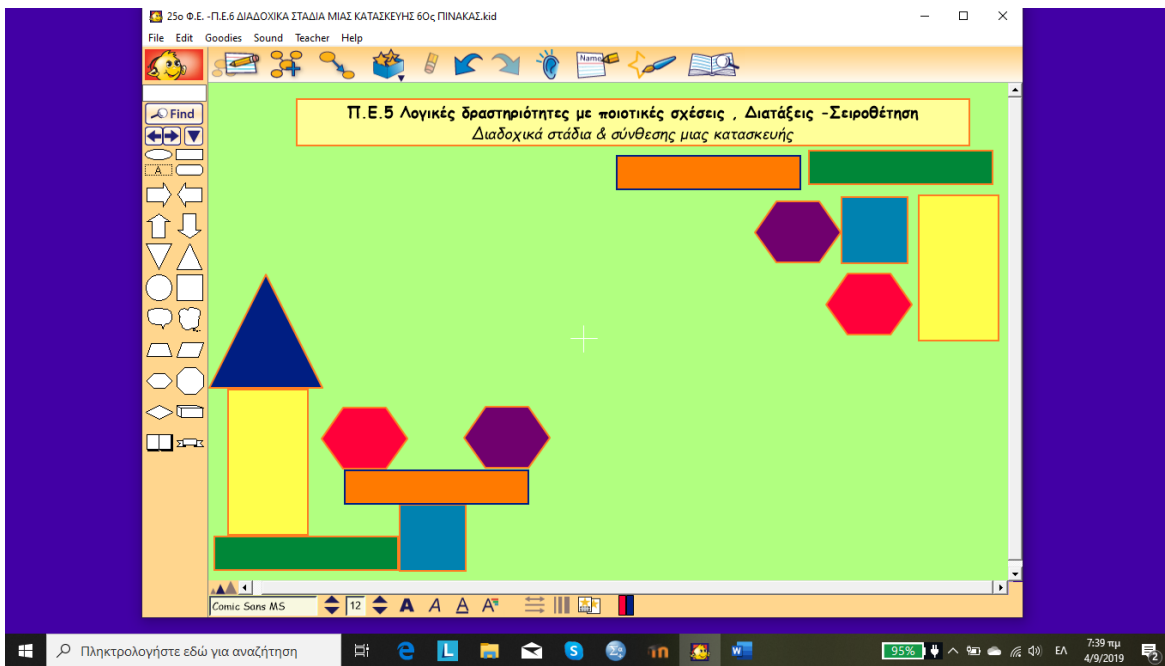 25ο Φ.Ε. -Π.Ε.6 ΔΙΑΔΟΧΙΚΑ ΣΤΑΔΙΑ ΜΙΑΣ ΚΑΤΑΣΚΕΥΗΣ 6Ος ΠΙΝΑΚΑΣ.kid
File Edit Goodies Sound Teacher Help
Name
Find
Π.Ε.5 Λογικές δραστηριότητες με ποιοτικές σχέσεις , Διατάξεις -Σειροθέτηση
Διαδοχικά στάδια & σύνθεσης μιας κατασκευής
A
Comic Sans MS 12 A A A A
Πληκτρολογήστε εδώ για αναζήτηση
95% ΕΛ 7:39 πμ
4/9/2019 2